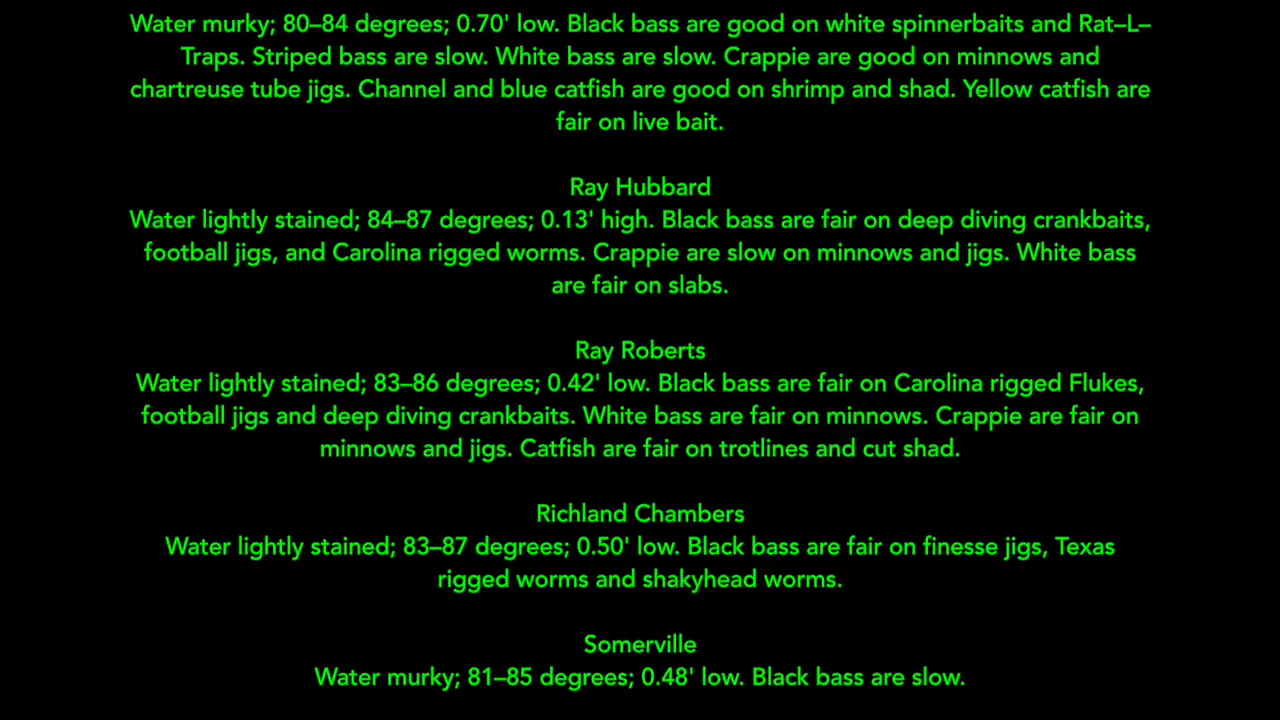 Water murky; 80–84 degrees; 0.70' low. Black bass are good on white spinnerbaits and Rat–L–
Traps. Striped bass are slow. White bass are slow. Crappie are good on minnows and
chartreuse tube jigs. Channel and blue catfish are good on shrimp and shad. Yellow catfish are
fair on live bait.
Ray Hubbard
Water lightly stained; 84–87 degrees; 0.13' high. Black bass are fair on deep diving crankbaits,
football jigs, and Carolina rigged worms. Crappie are slow on minnows and jigs. White bass
are fair on slabs.
Ray Roberts
Water lightly stained; 83–86 degrees; 0.42' low. Black bass are fair on Carolina rigged Flukes,
football jigs and deep diving crankbaits. White bass are fair on minnows. Crappie are fair on
minnows and jigs. Catfish are fair on trotlines and cut shad.
Richland Chambers
Water lightly stained; 83–87 degrees; 0.50' low. Black bass are fair on finesse jigs, Texas
rigged worms and shakyhead worms.
Somerville
Water murky; 81–85 degrees; 0.48' low. Black bass are slow.